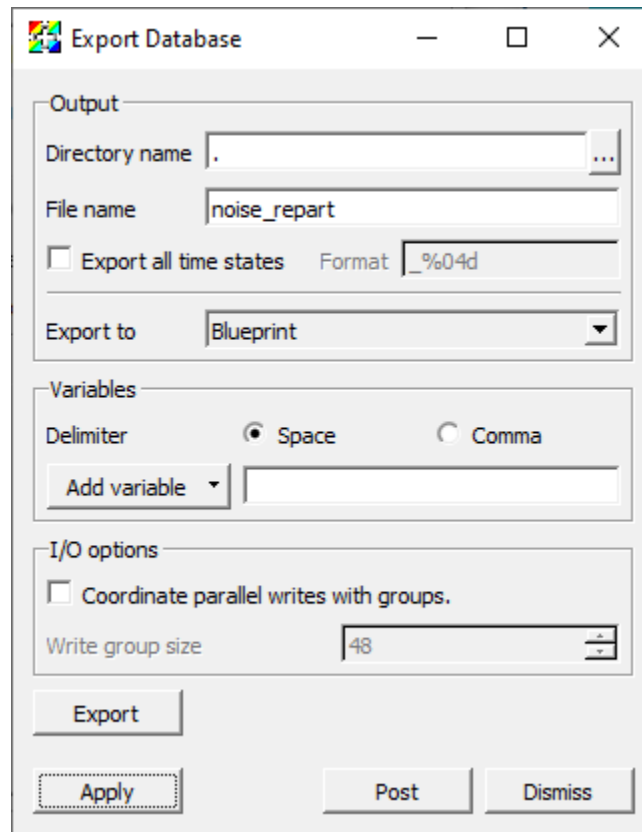 Export Database
Output
Directory name . ...
File name noise_repart
Export all time states Format _%04d
Export to Blueprint
Variables
Delimiter Space Comma
Add variable
I/O options
Coordinate parallel writes with groups.
Write group size 48
Export
Apply Post Dismiss